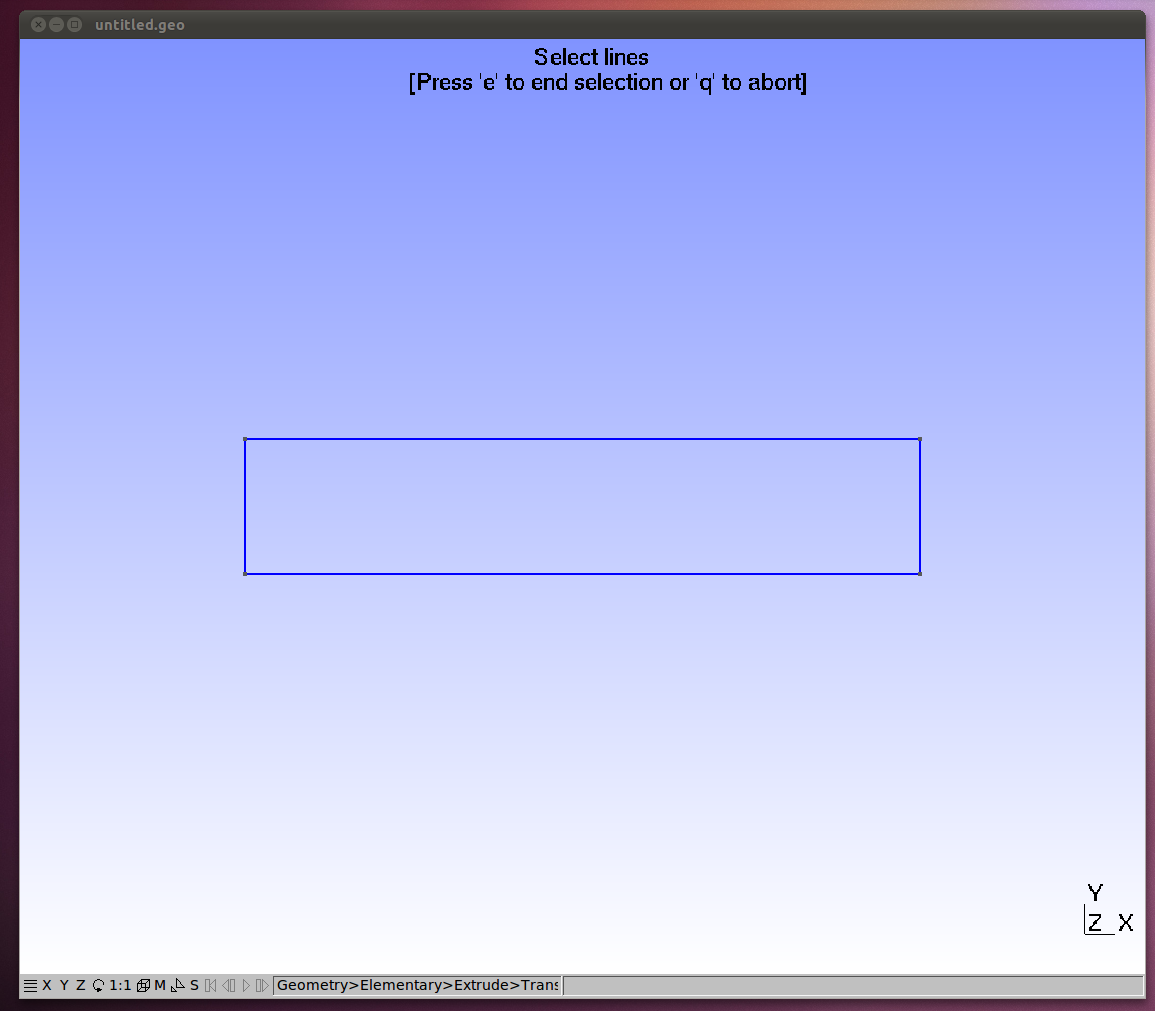 untitled.geo
Select lines
[Press 'e' to end selection or 'q' to abort]
Y
Z X
X Y Z 1:1 M S Geometry>Elementary>Extrude>Trans